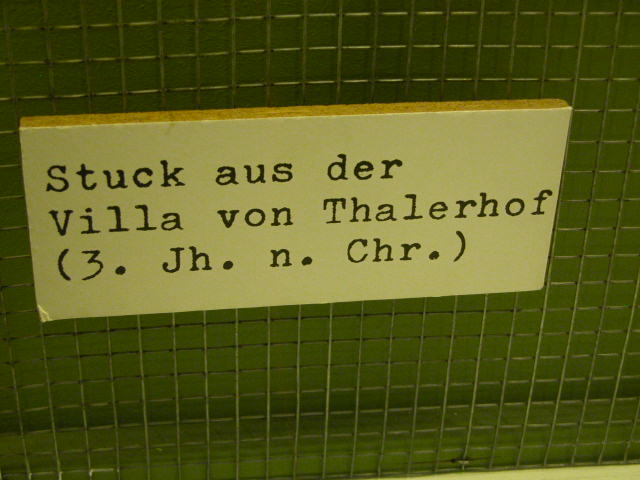 Stuck aus der
Villa von Thalerhof
(3. Jh. n. Chr.)